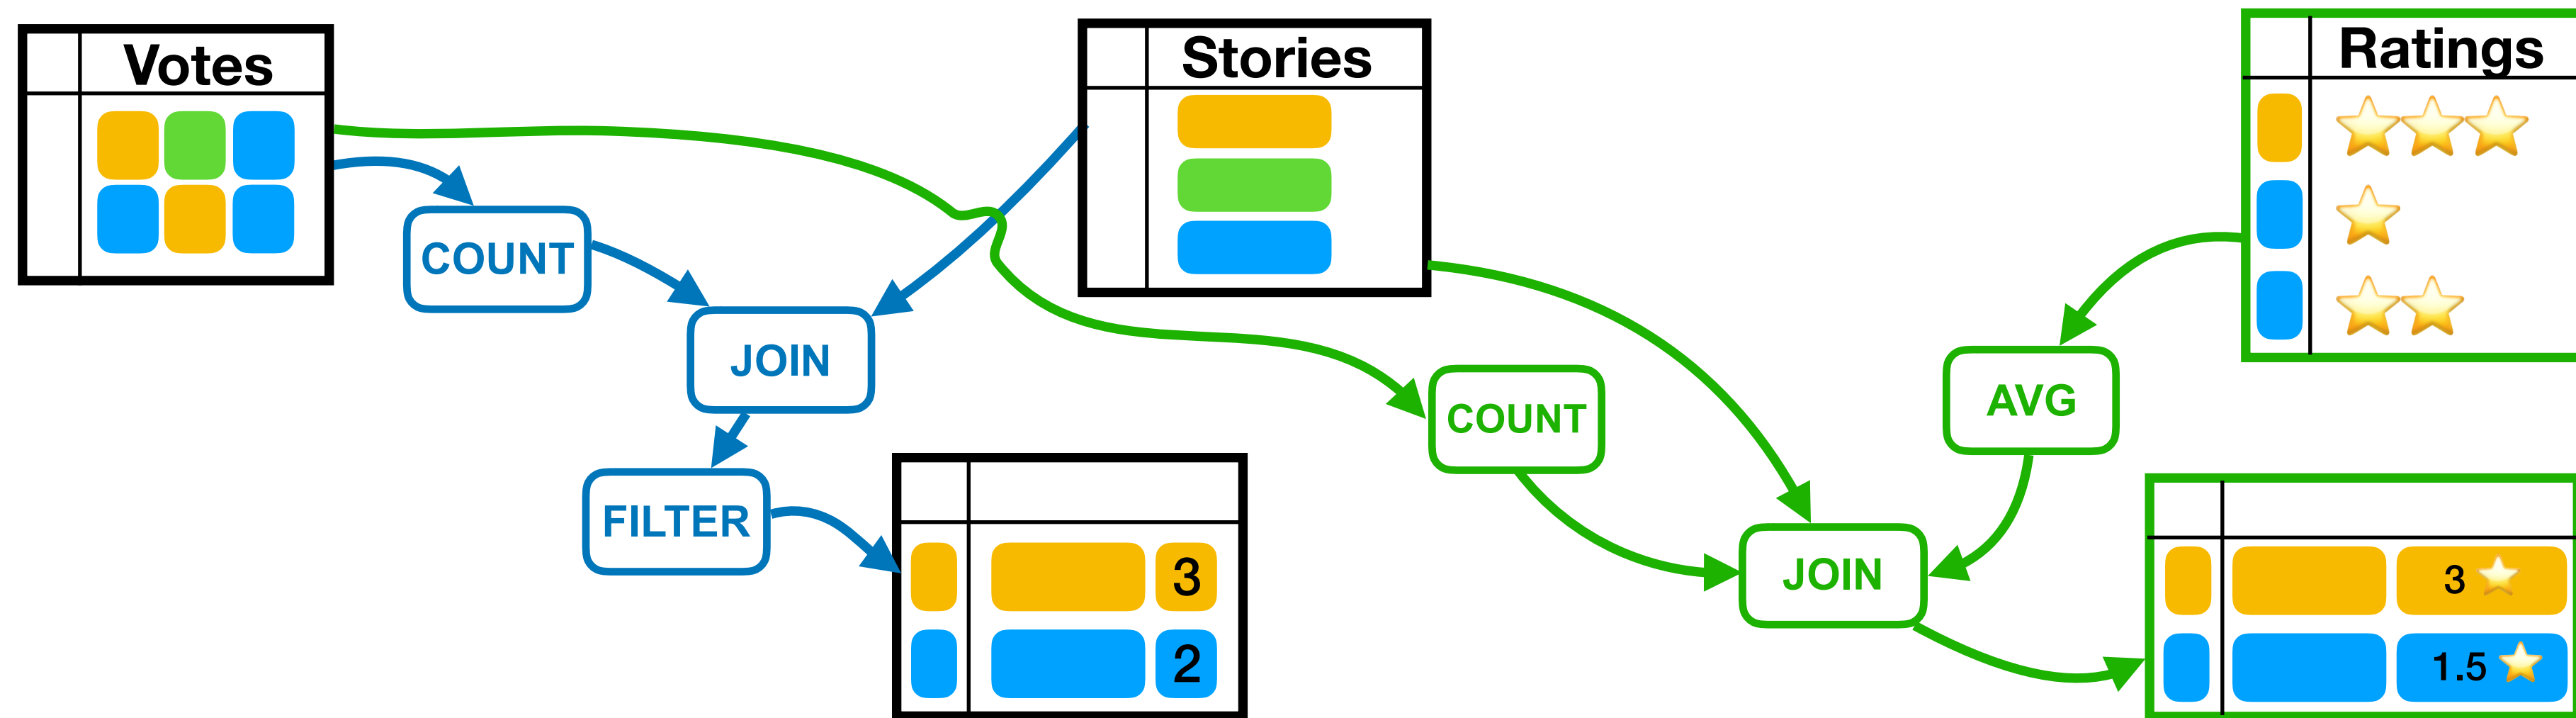 Votes
Stories
Ratings
COUNT
JOIN
FILTER
3
2
COUNT
AVG
JOIN
3
1.5